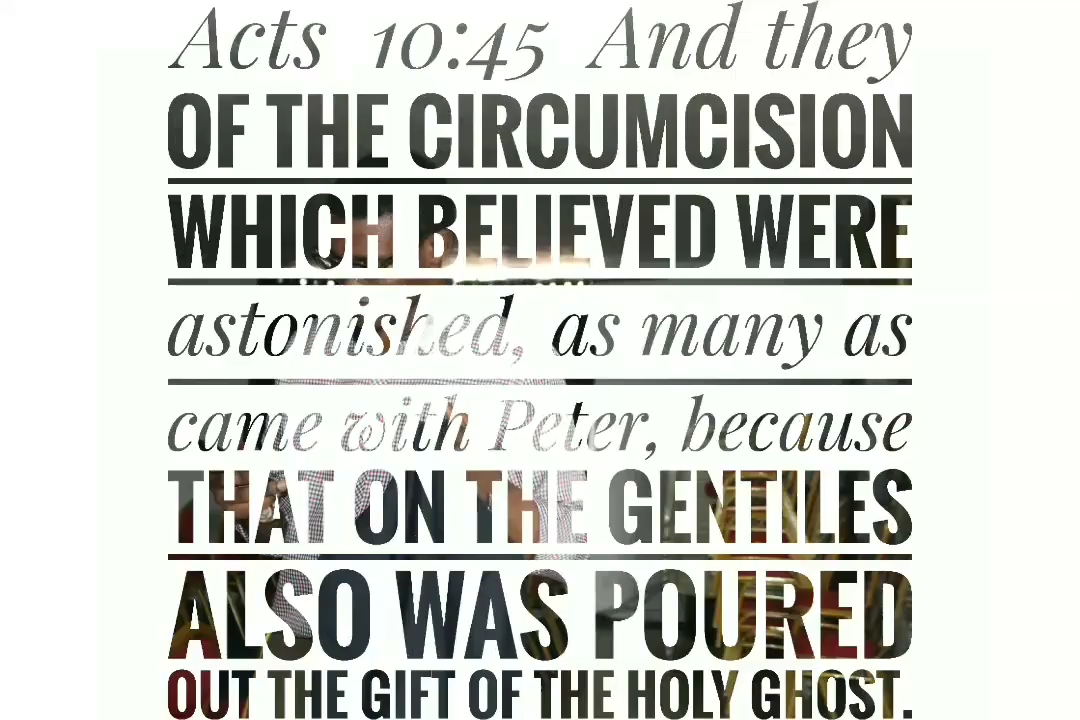 Acts 10:45 And they
OF THE CIRCUMCISION
WHICH BELIEVED WERE
astonished, as many as
came with Peter, because
THAT ON THE GENTILES
ALSO WAS POURED
OUT THE GIFT OF THE HOLY GHOST.